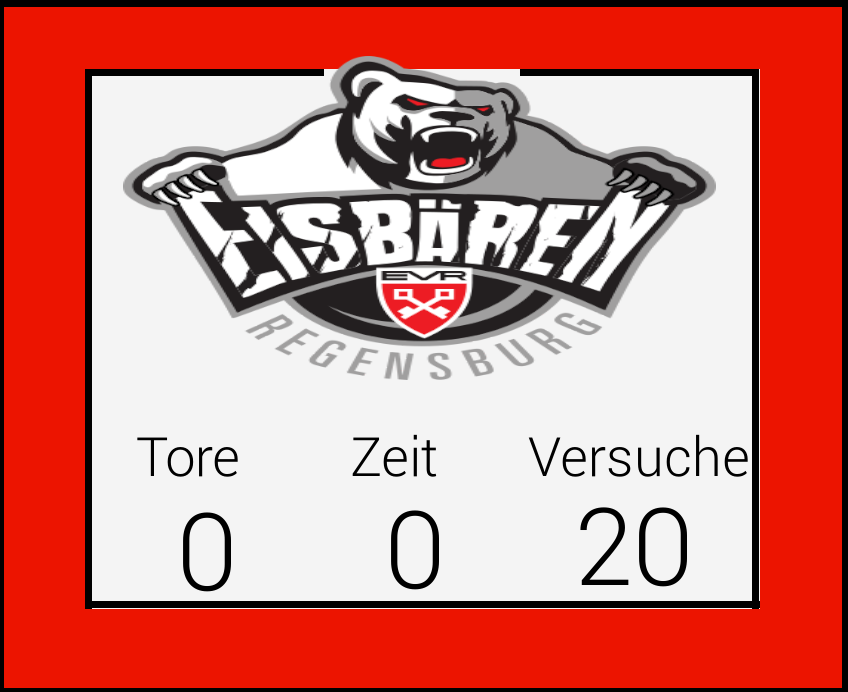 EISBÄREN
EVR
REGENSBURG
Tore Zeit Versuche
0 0 20